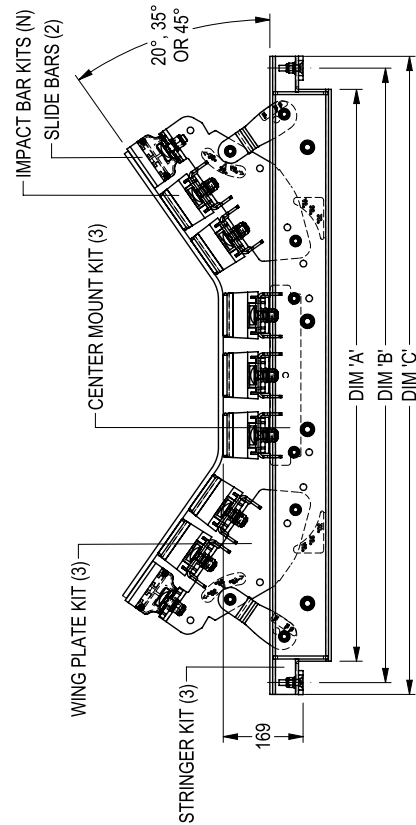 IMPACT BAR KITS (N)
SLIDE BARS (2)
20°, 35°
OR 45°
CENTER MOUNT KIT (3)
WING PLATE KIT (3)
STRINGER KIT (3)
169
DIM 'A'
DIM 'B'
DIM 'C'